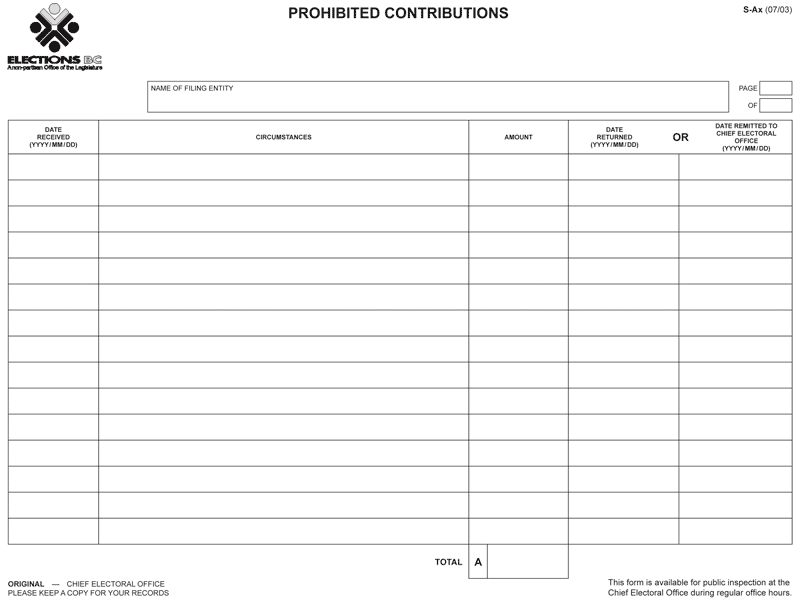 PROHIBITED CONTRIBUTIONS
S-Ax (07/03)
ELECTIONS BC
A non-partisan Office of the Legislature
NAME OF FILING ENTITY
PAGE
OF
DATE
RECEIVED
(YYYY/MM/DD)
CIRCUMSTANCES
AMOUNT
DATE
RETURNED
(YYYY/MM/DD)
OR
DATE REMITTED TO
CHIEF ELECTORAL
OFFICE
(YYYY/MM/DD)
TOTAL A
ORIGINAL — CHIEF ELECTORAL OFFICE
PLEASE KEEP A COPY FOR YOUR RECORDS
This form is available for public inspection at the
Chief Electoral Office during regular office hours.